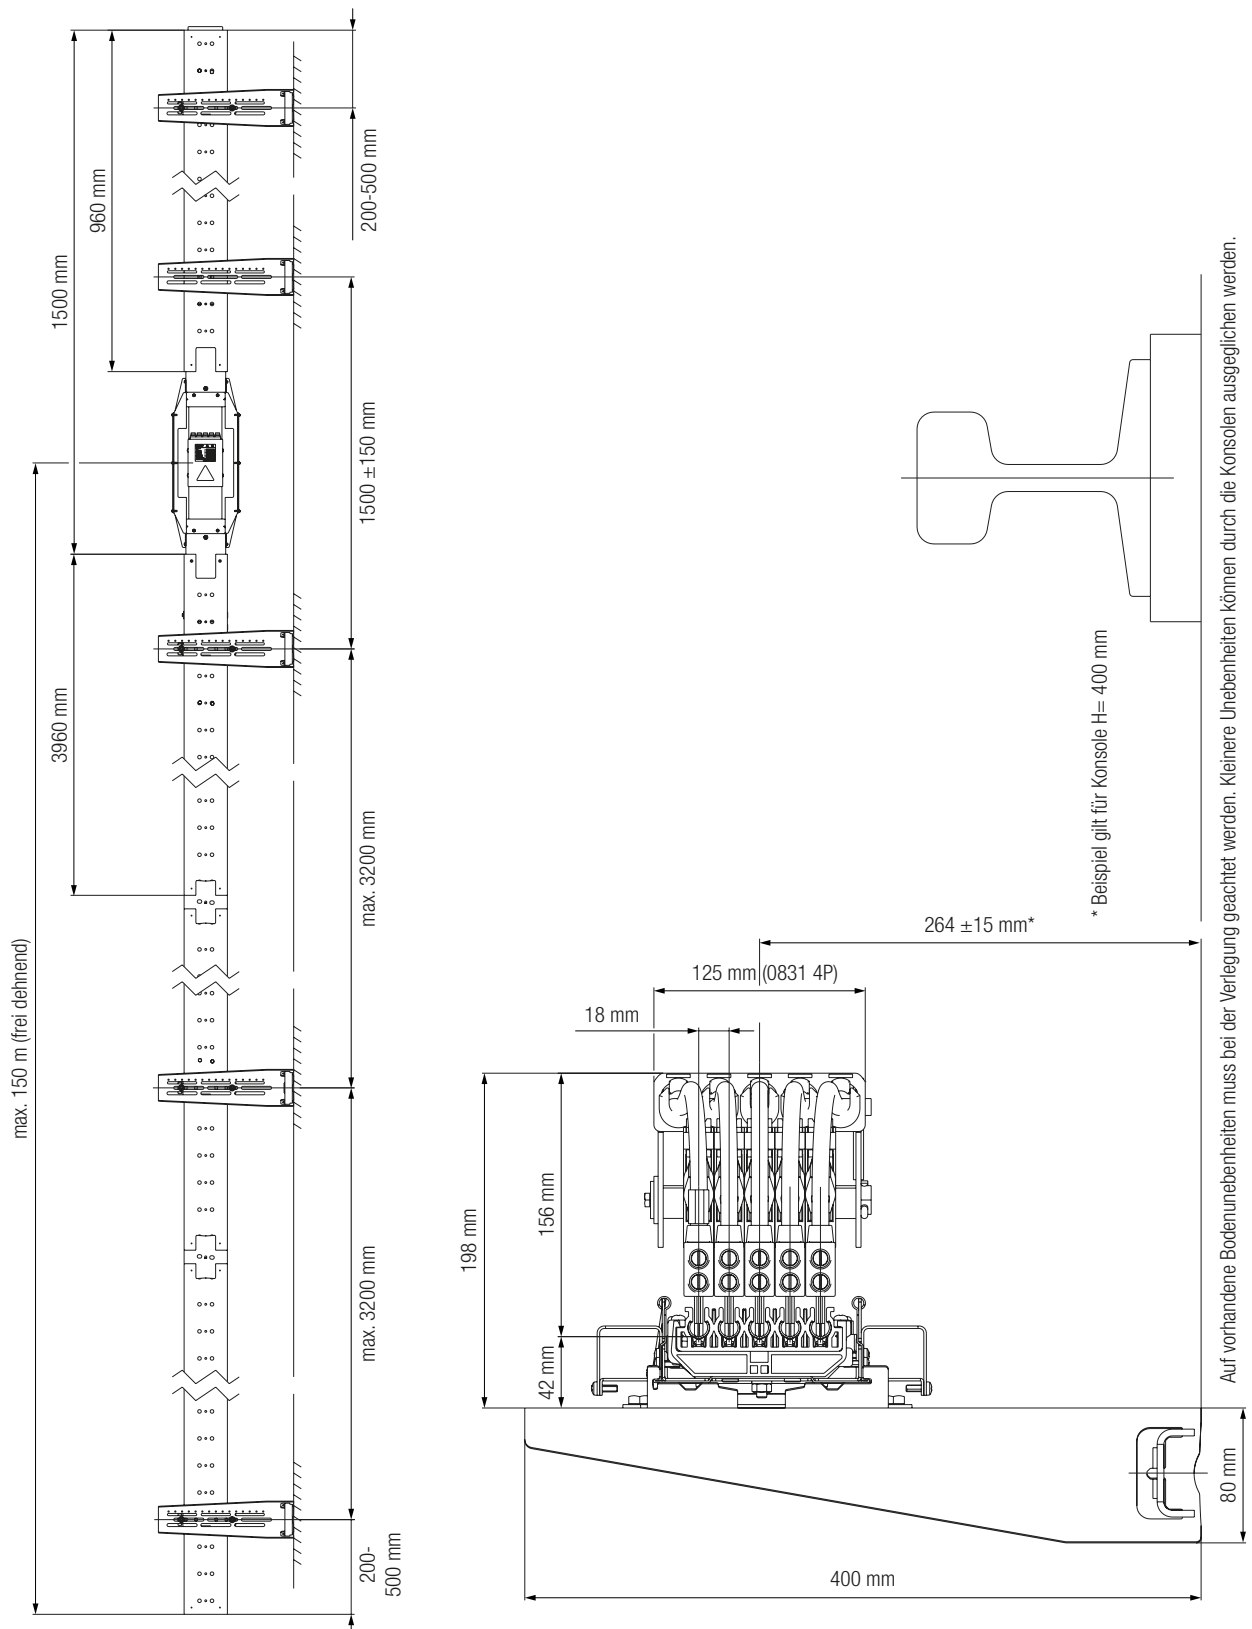 960 mm
1500 mm
200-500 mm
1500 ±150 mm
3960 mm
max. 3200 mm
max. 150 m (frei dehnend)
max. 3200 mm
200-
500 mm
264 ±15 mm*
125 mm (0831 4P)
18 mm
198 mm
156 mm
42 mm
80 mm
400 mm
* Beispiel gilt für Konsole H= 400 mm
Auf vorhandene Bodenunebenheiten muss bei der Verlegung geachtet werden. Kleinere Unebenheiten können durch die Konsolen ausgeglichen werden.